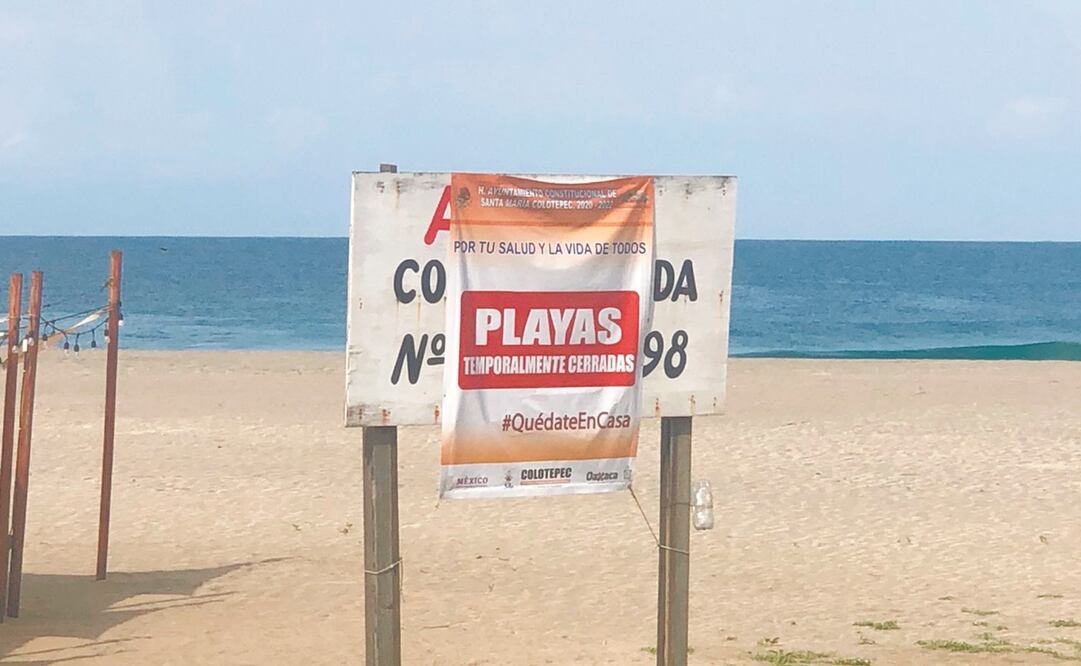 H. AYUNTAMIENTO CONSTITUCIONAL DE
SANTA MARÍA COLOTEPEC, 2020 - 2022
POR TU SALUD Y LA VIDA DE TODOS
PLAYAS
TEMPORALMENTE CERRADAS
#QuédateEnCasa
MÉXICO
COLOTEPEC
Oaxaca
A
CO DA
Nº 98